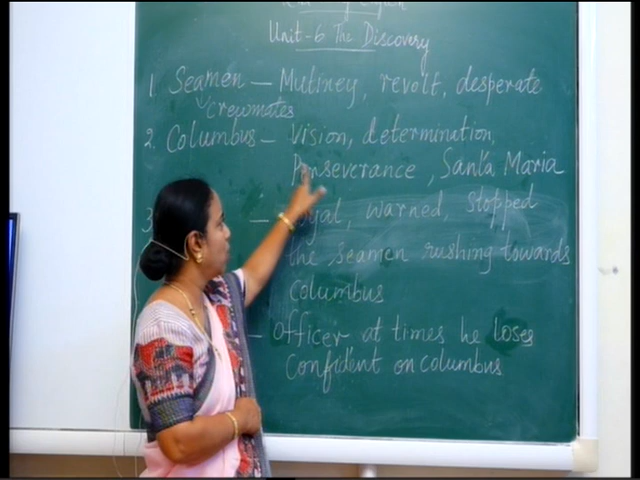 Unit-6 The Discovery
1 Seamen — Mutiney, revolt, desperate
crewmates
2. Columbus — Vision, determination,
Perseverance, Santa Maria
3 — loyal, warned, stopped
the seamen rushing towards
Columbus
— Officer at times he loses
confident on columbus